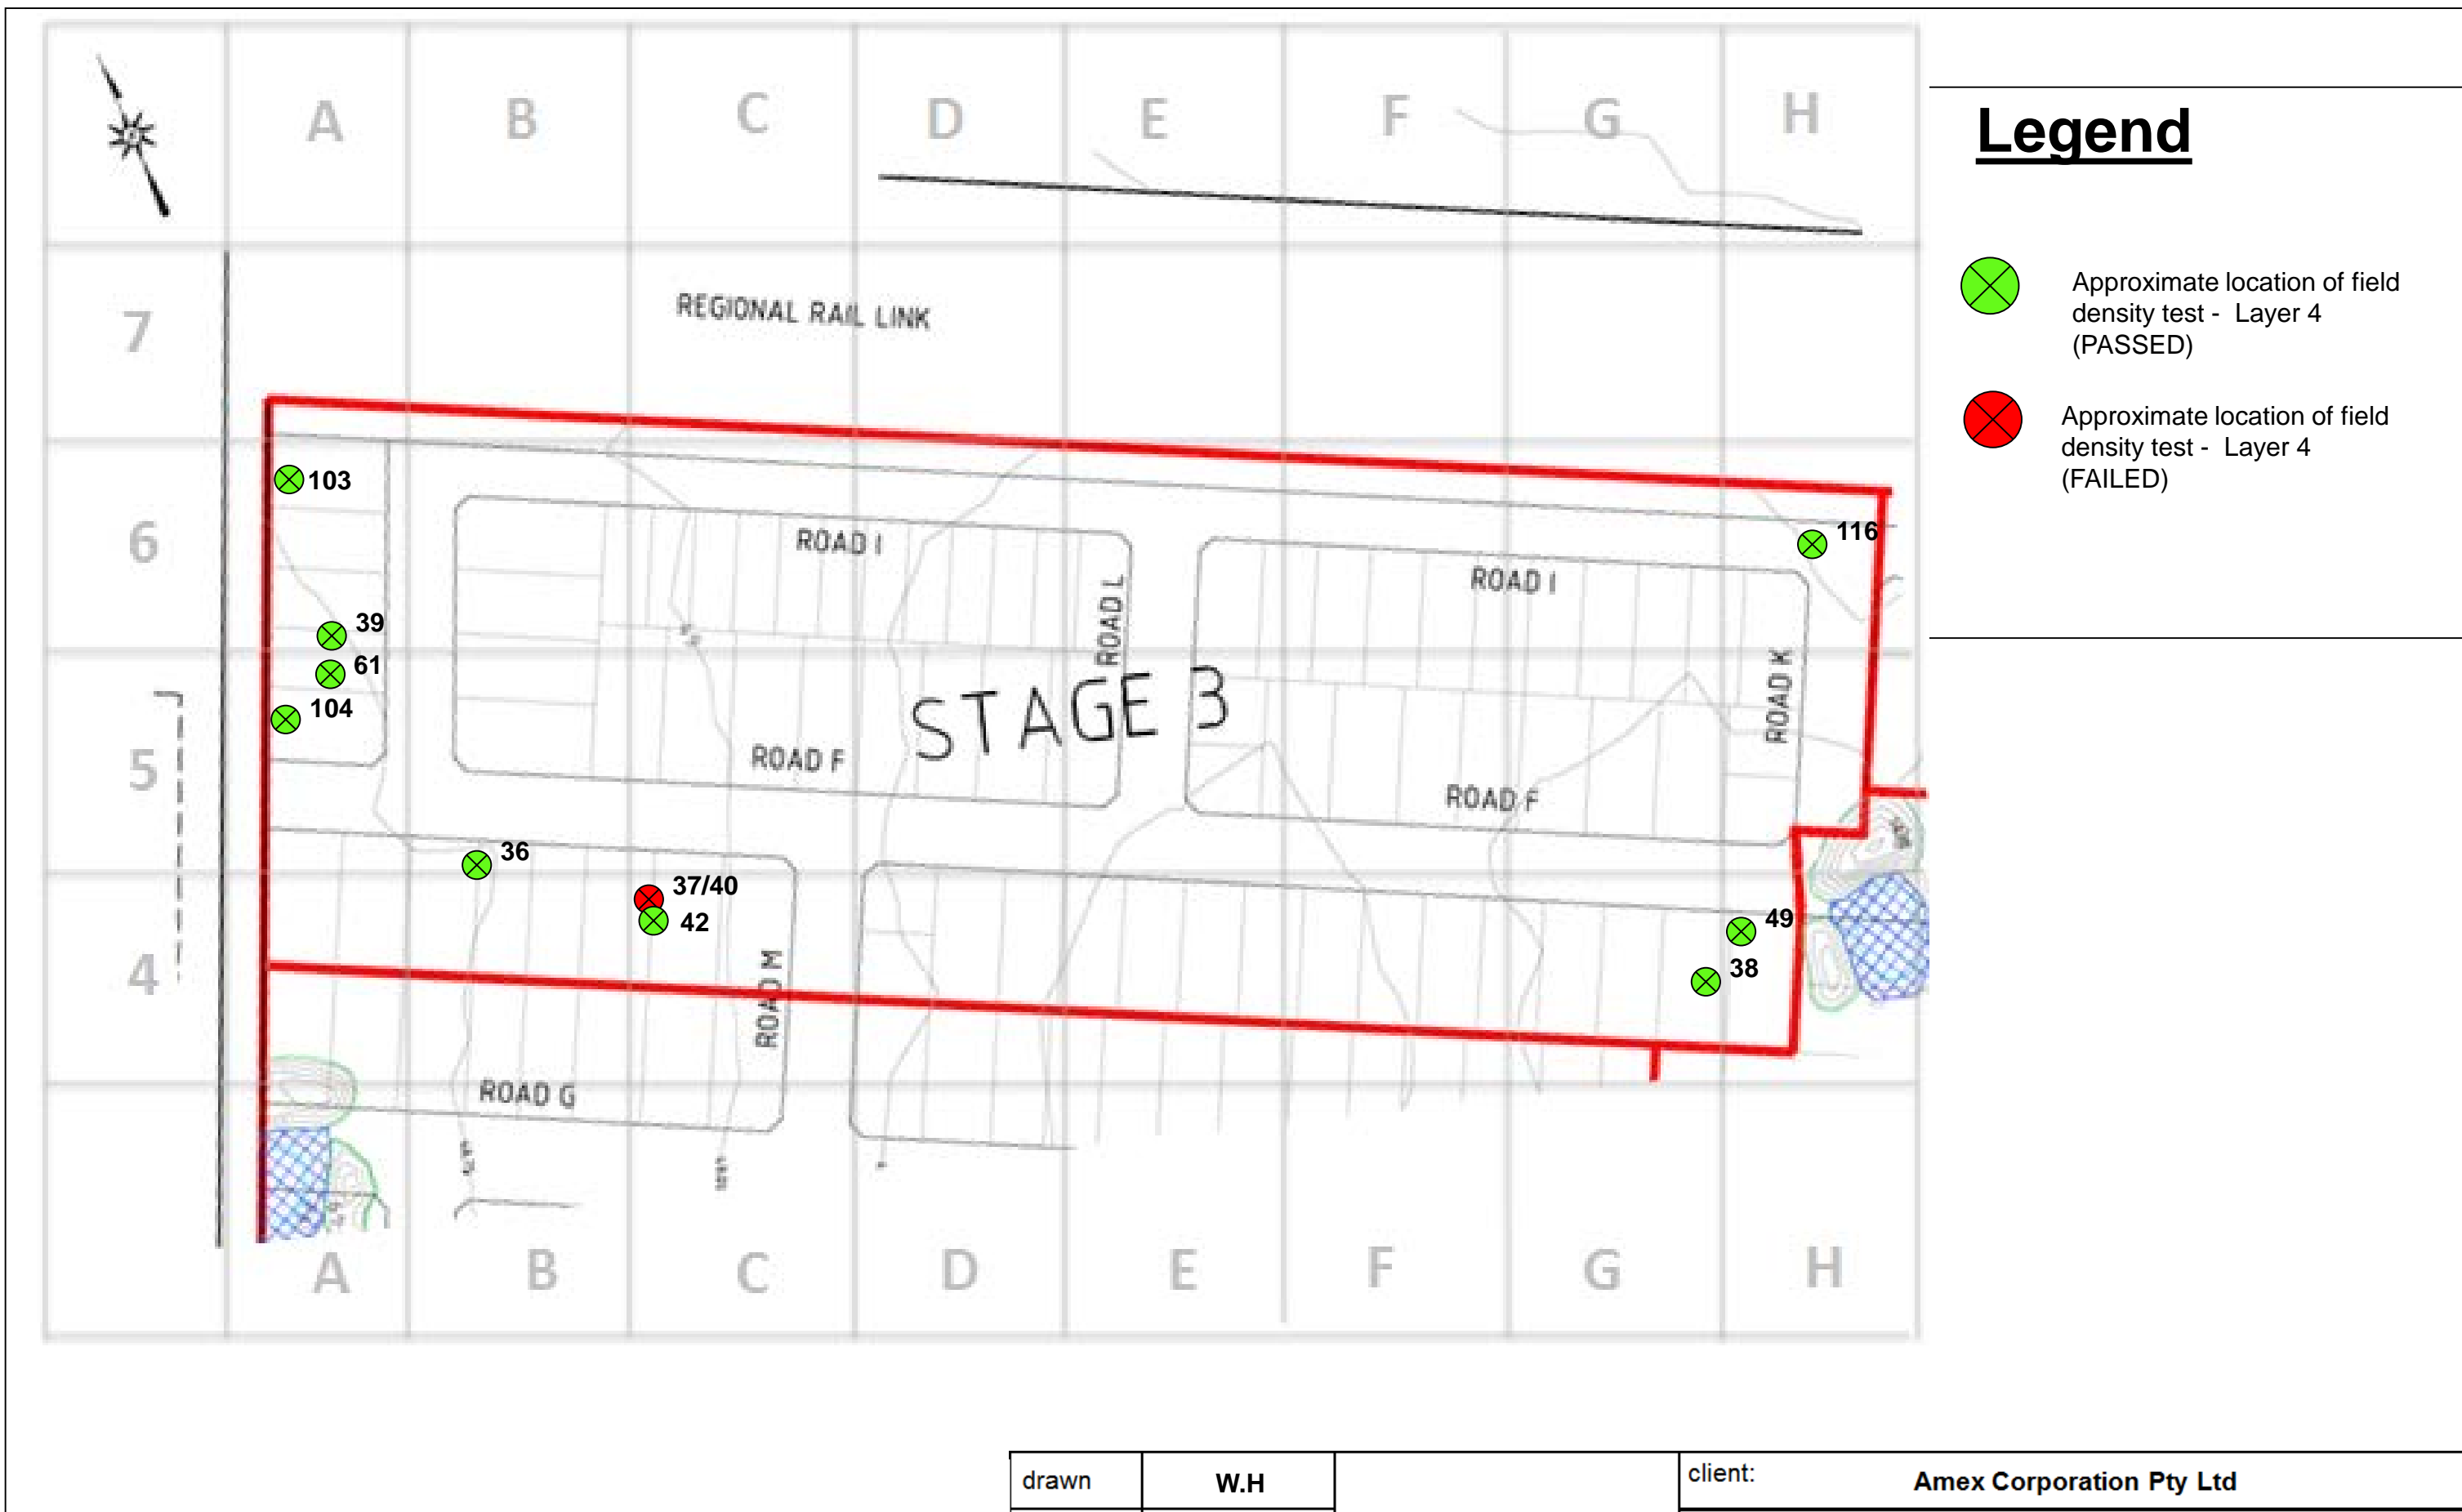 A B C D E F G H
Legend
Approximate location of field
density test - Layer 4
(PASSED)
Approximate location of field
density test - Layer 4
(FAILED)
7
REGIONAL RAIL LINK
103
6
ROAD I
116
ROAD I
39
ROAD L
61
104
ROAD K
STAGE 3
5
ROAD F
ROAD F
36
37/40
42
49
38
4
ROAD M
ROAD G
A B C D E F G H
drawn
W.H
client:
Amex Corporation Pty Ltd